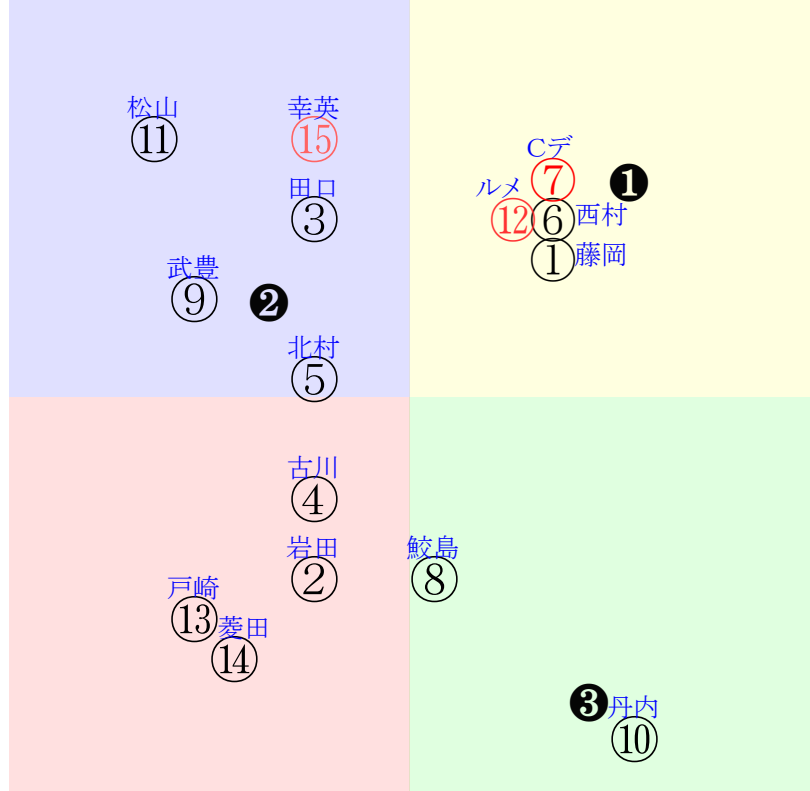 松山
⑪
幸英
⑮
田口
③
武豊
⑨
❷
北村
⑤
Cデ
⑦
❶
ルメ
⑫
⑥
西村
①
藤岡
古川
④
岩田
②
戸崎
⑬
菱田
⑭
鮫島
⑧
❸
丹内
⑩